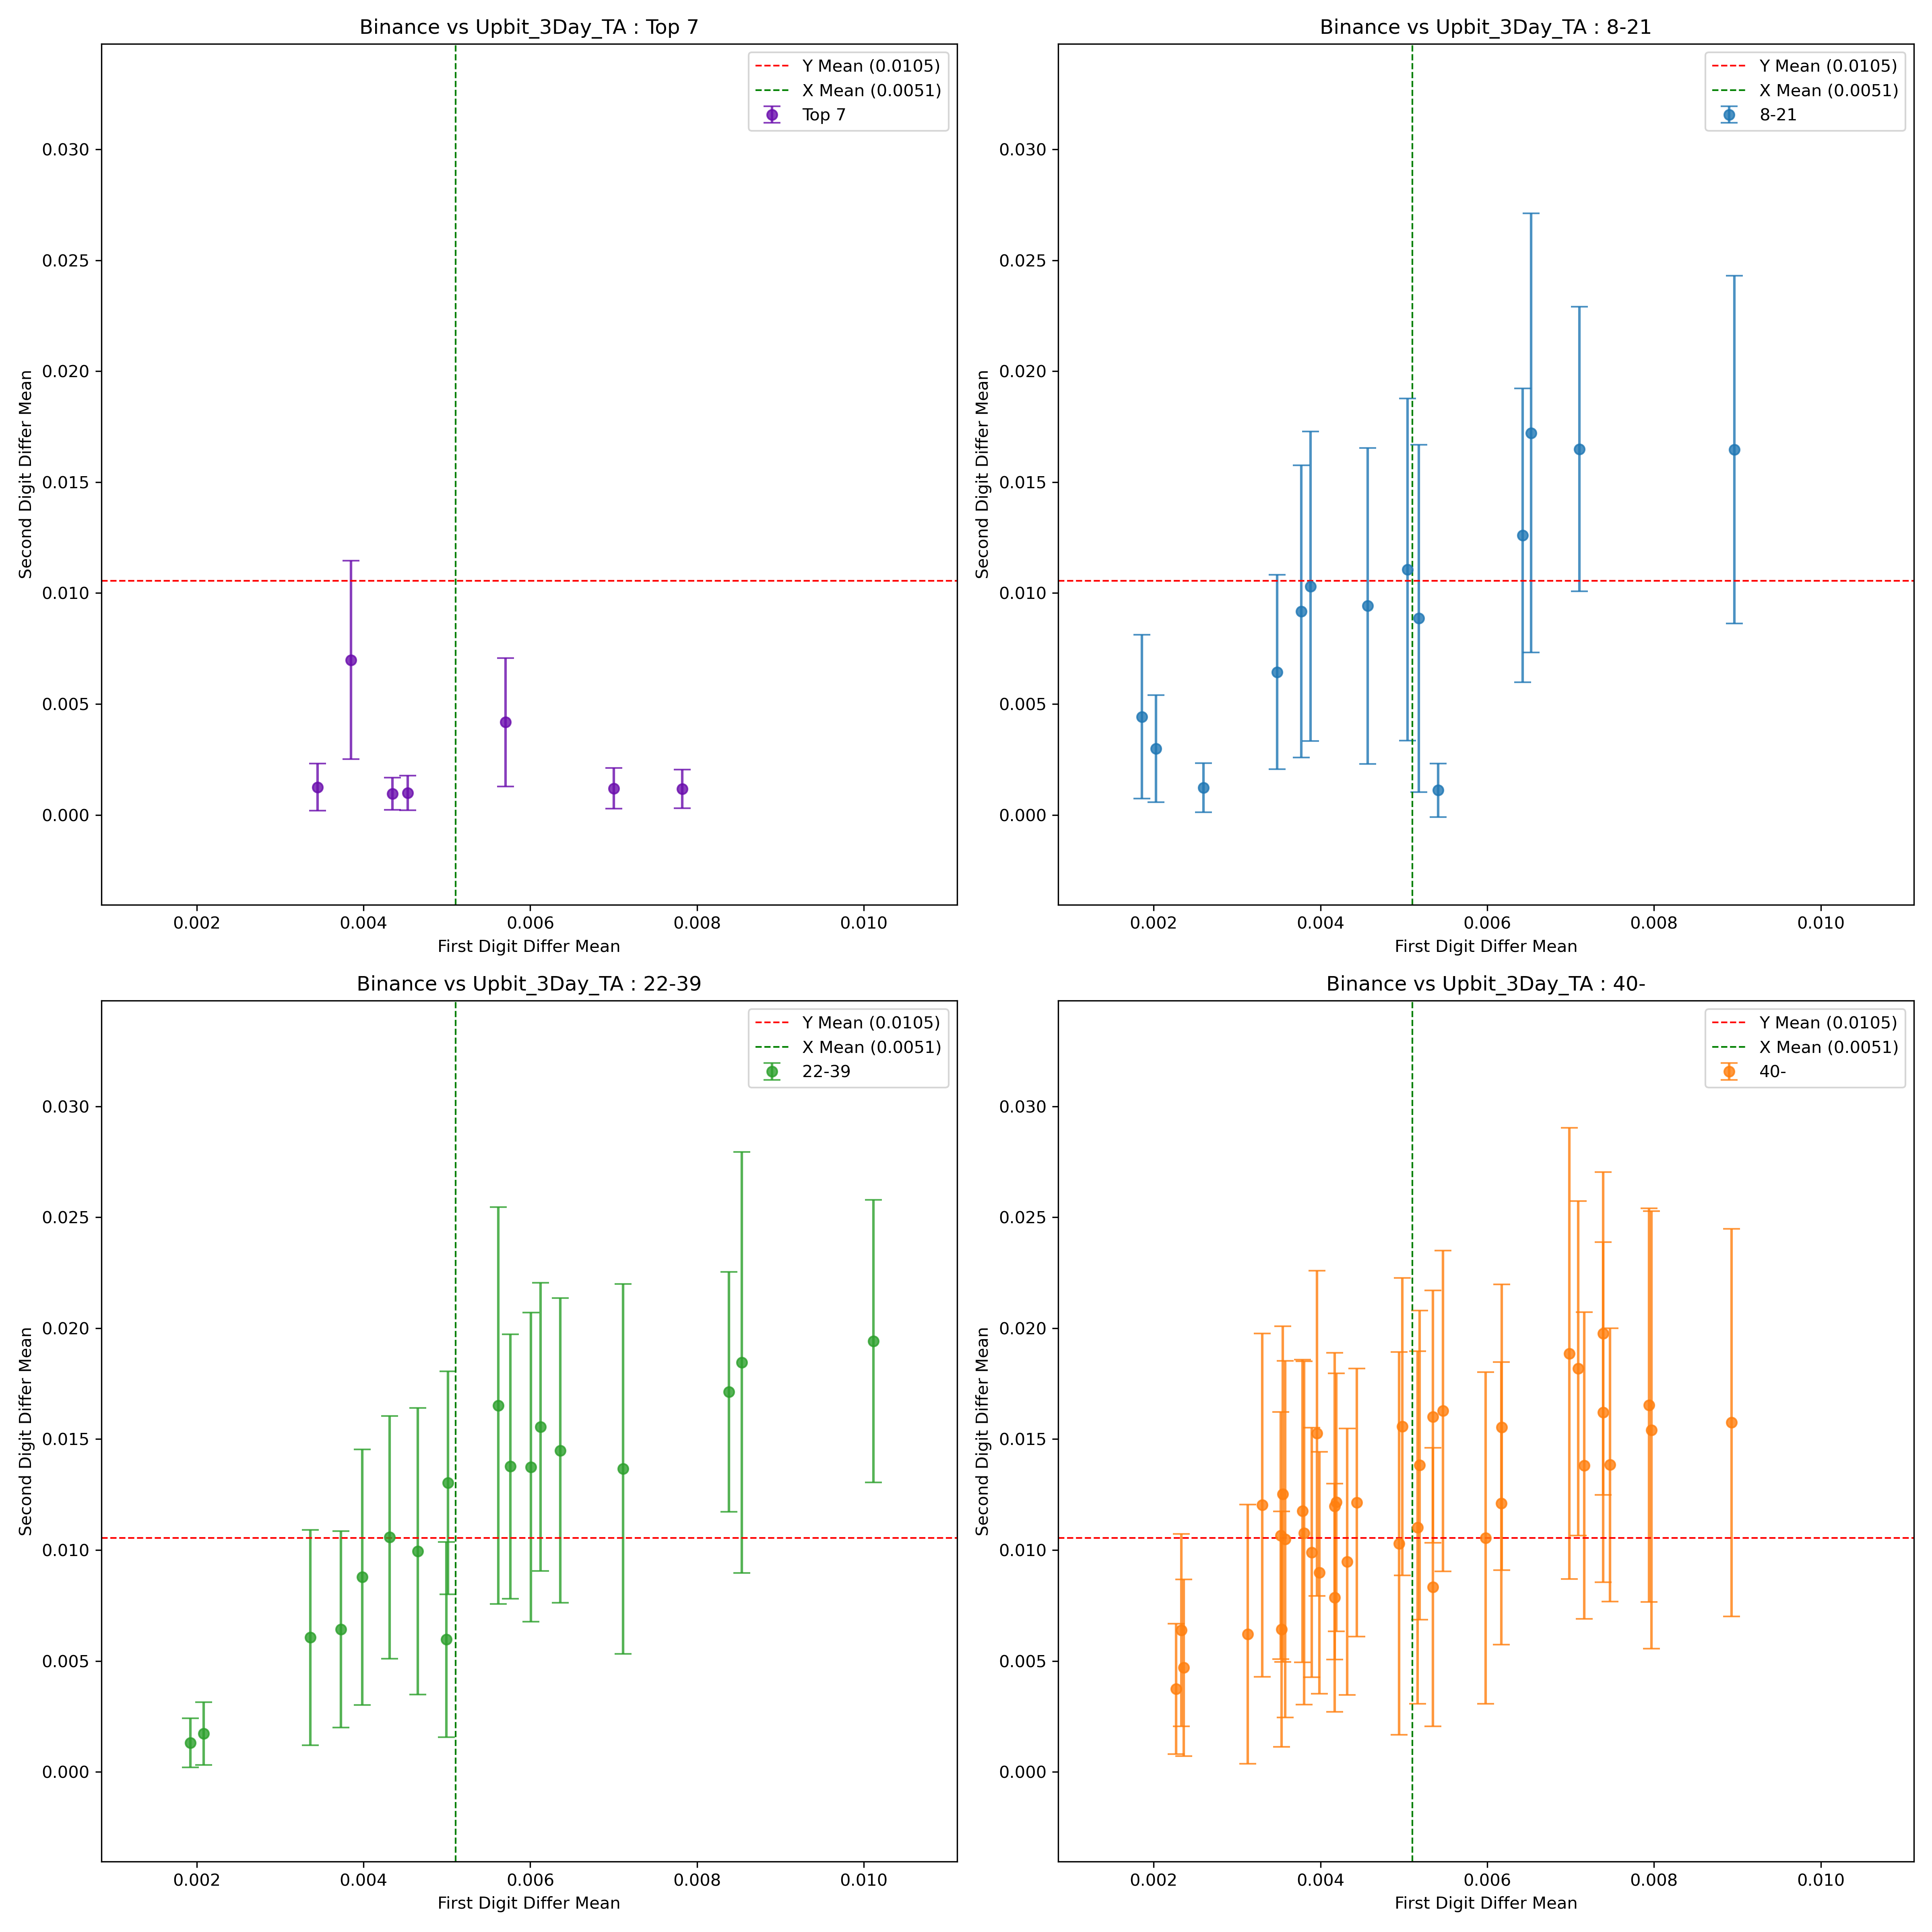 Binance vs Upbit_3Day_TA : Top 7
Y Mean (0.0105)
X Mean (0.0051)
Top 7
0.030
0.025
0.020
0.015
0.010
0.005
0.000
Second Digit Differ Mean
0.002 0.004 0.006 0.008 0.010
First Digit Differ Mean
Binance vs Upbit_3Day_TA : 8-21
Y Mean (0.0105)
X Mean (0.0051)
8-21
0.030
0.025
0.020
0.015
0.010
0.005
0.000
Second Digit Differ Mean
0.002 0.004 0.006 0.008 0.010
First Digit Differ Mean
Binance vs Upbit_3Day_TA : 22-39
Y Mean (0.0105)
X Mean (0.0051)
22-39
0.030
0.025
0.020
0.015
0.010
0.005
0.000
Second Digit Differ Mean
0.002 0.004 0.006 0.008 0.010
First Digit Differ Mean
Binance vs Upbit_3Day_TA : 40-
Y Mean (0.0105)
X Mean (0.0051)
40-
0.030
0.025
0.020
0.015
0.010
0.005
0.000
Second Digit Differ Mean
0.002 0.004 0.006 0.008 0.010
First Digit Differ Mean